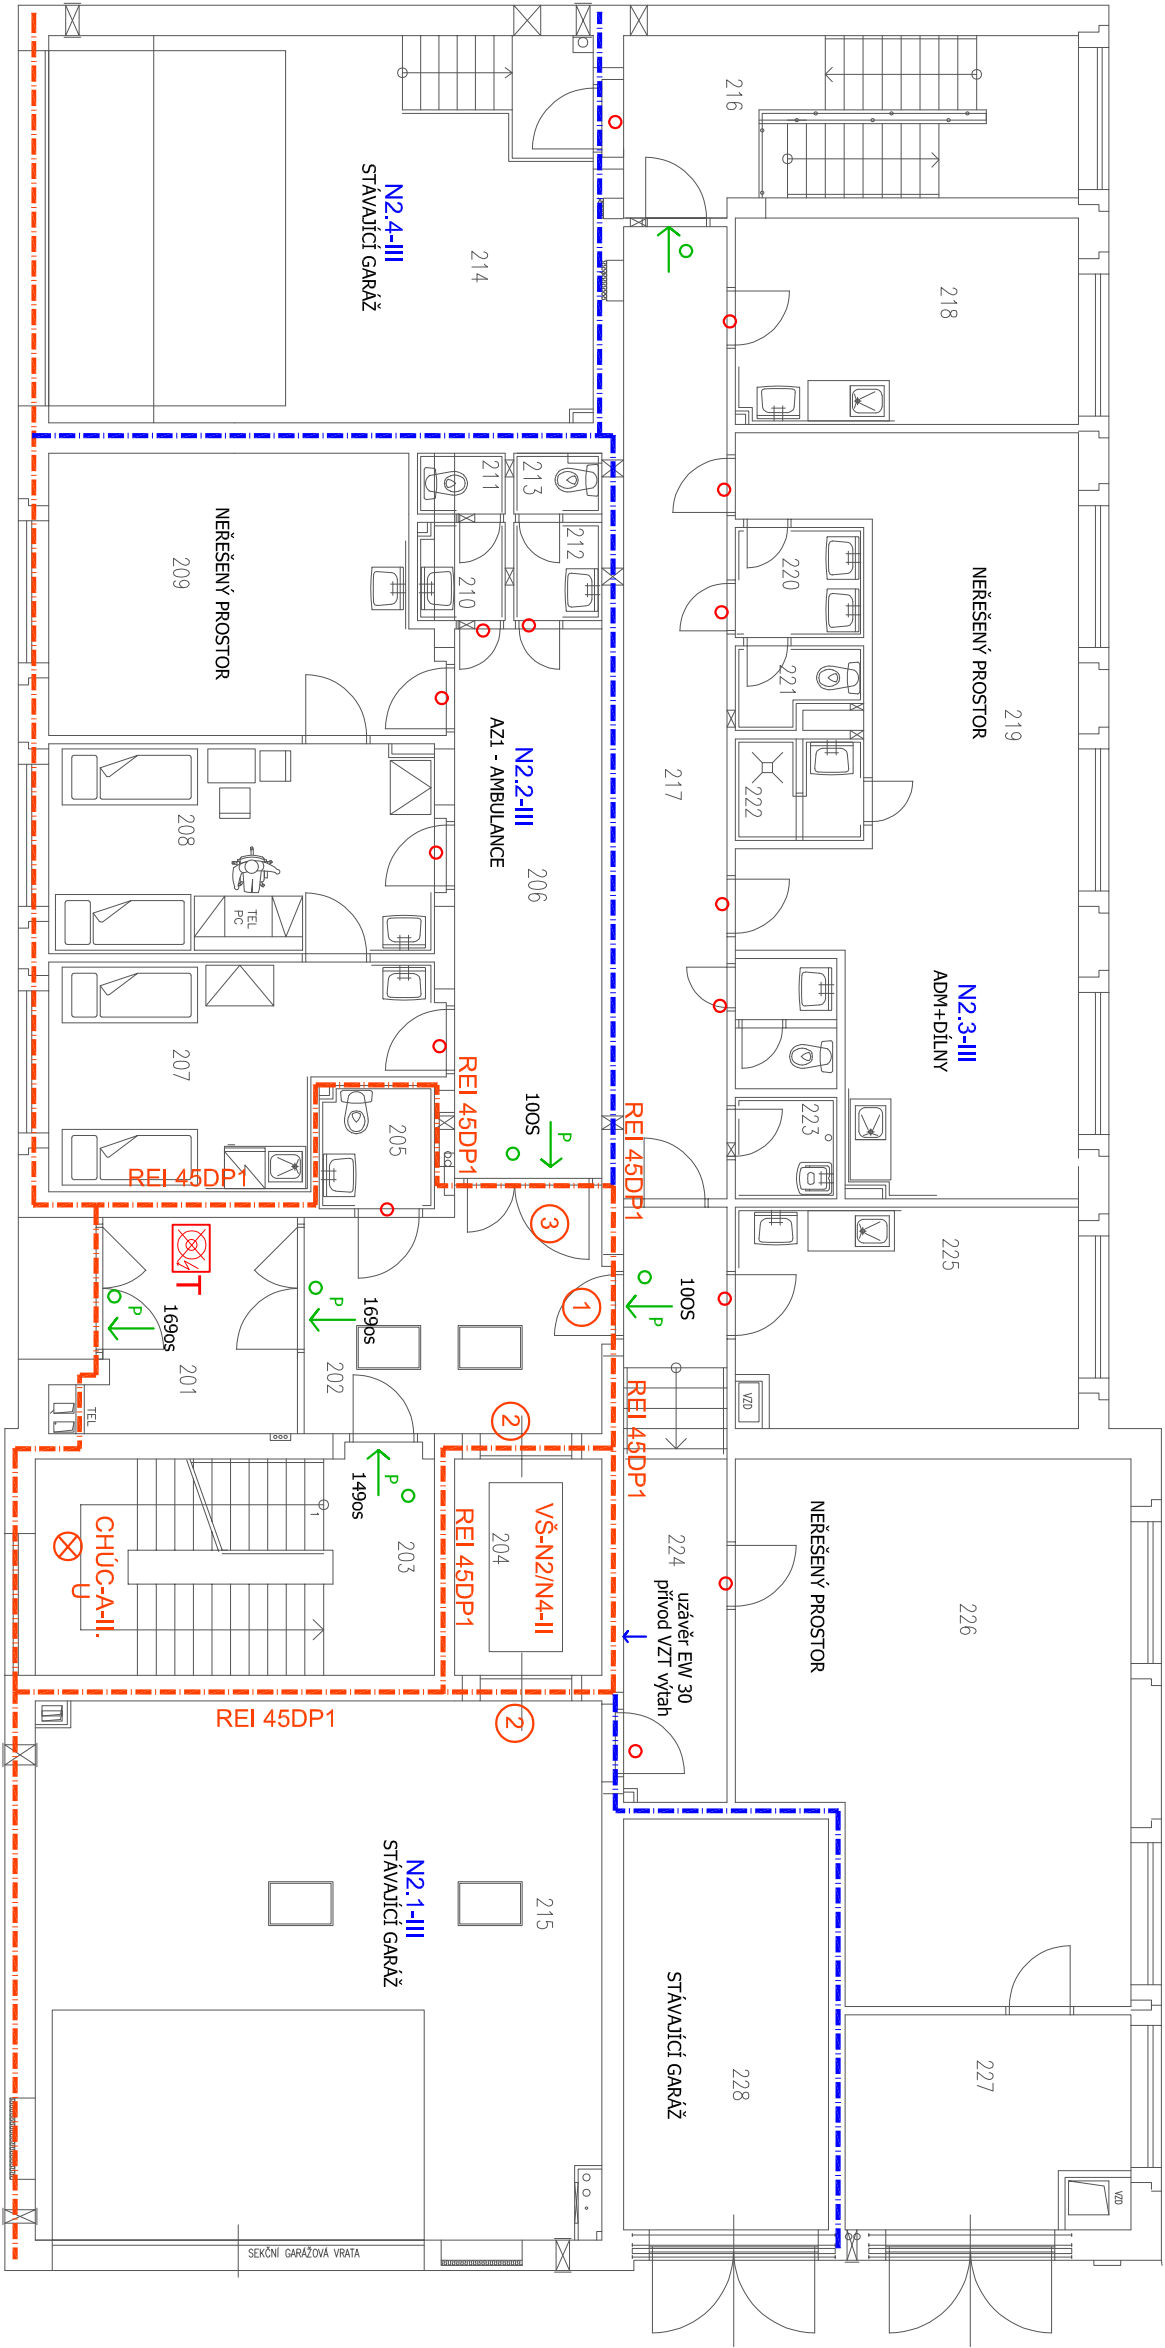 216
N2.4-III
STÁVAJÍCÍ GARÁŽ
214
218
211
213
NEŘEŠENÝ PROSTOR
209
212
210
220
NEŘEŠENÝ PROSTOR
219
221
217
222
N2.2-III
AZ1 - AMBULANCE
206
208
TEL
PC
N2.3-III
ADM+DÍLNY
207
REI 45DP1
10OS
P
REI 45DP1
205
223
REI 45DP1
3
T
P
169os
P
169os
1
P
10OS
225
201
202
VZD
TEL
2
REI 45DP1
P
149os
203
1
CHÚC-A-II.
U
REI 45DP1
204
VŠ-N2/N4-II
224
uzávěr EW 30
přívod VZT výtah
NEŘEŠENÝ PROSTOR
226
REI 45DP1
2
N2.1-III
STÁVAJÍCÍ GARÁŽ
215
STÁVAJÍCÍ GARÁŽ
228
227
VZD
SEKČNÍ GARÁŽOVÁ VRATA